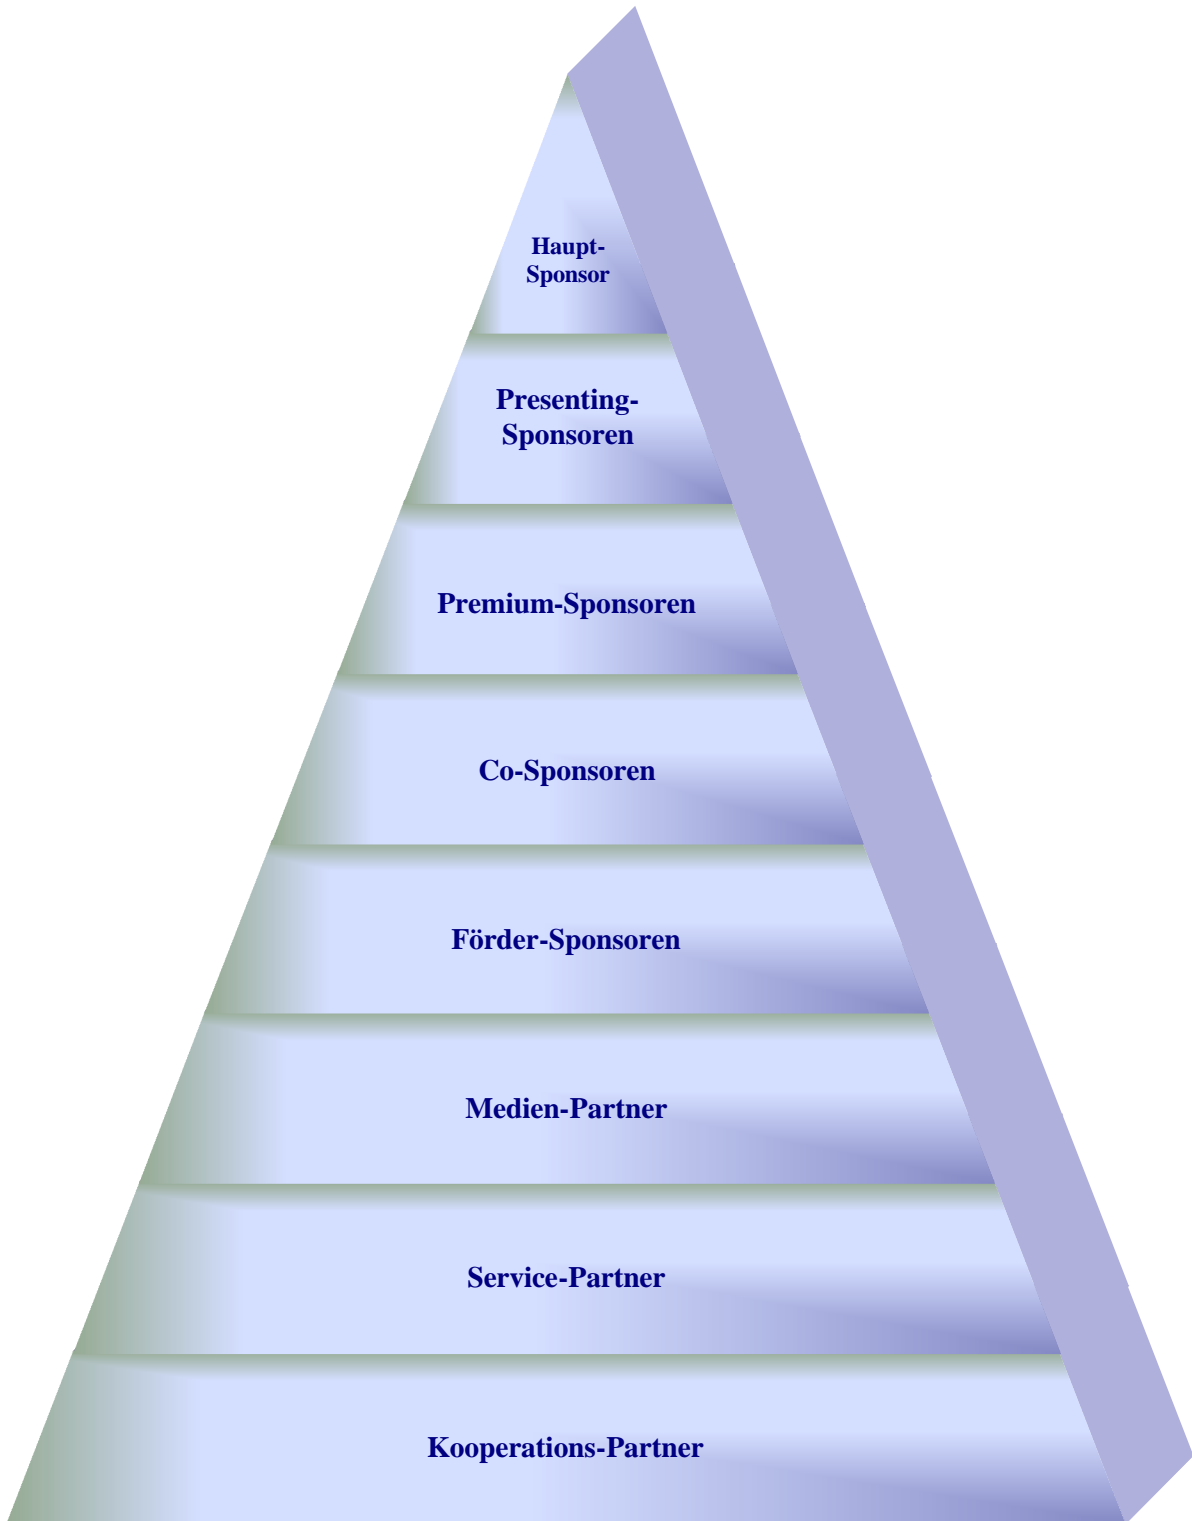 Haupt-
Sponsor
Presenting-
Sponsoren
Premium-Sponsoren
Co-Sponsoren
Förder-Sponsoren
Medien-Partner
Service-Partner
Kooperations-Partner